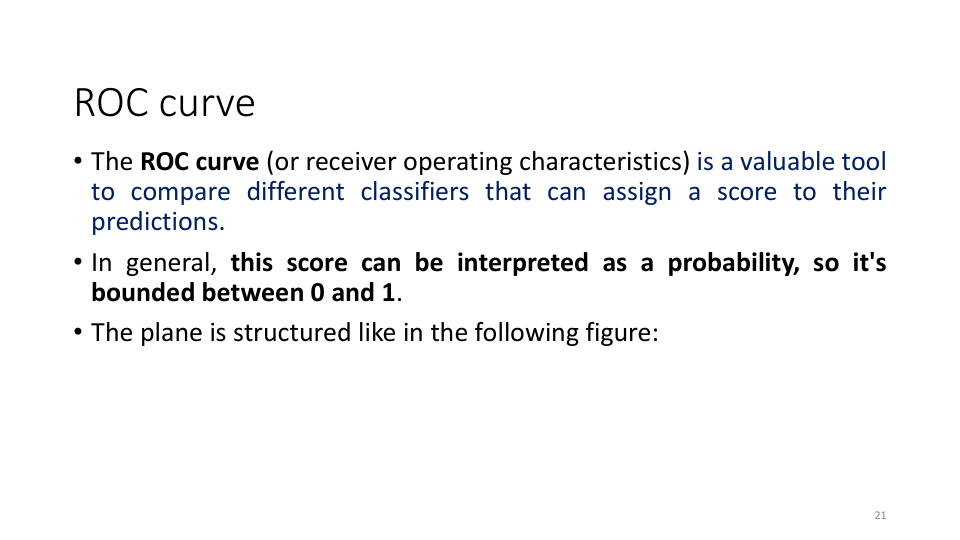 ROC curve
• The ROC curve (or receiver operating characteristics) is a valuable tool
to compare different classifiers that can assign a score to their
predictions.
• In general, this score can be interpreted as a probability, so it's
bounded between 0 and 1.
• The plane is structured like in the following figure:
21